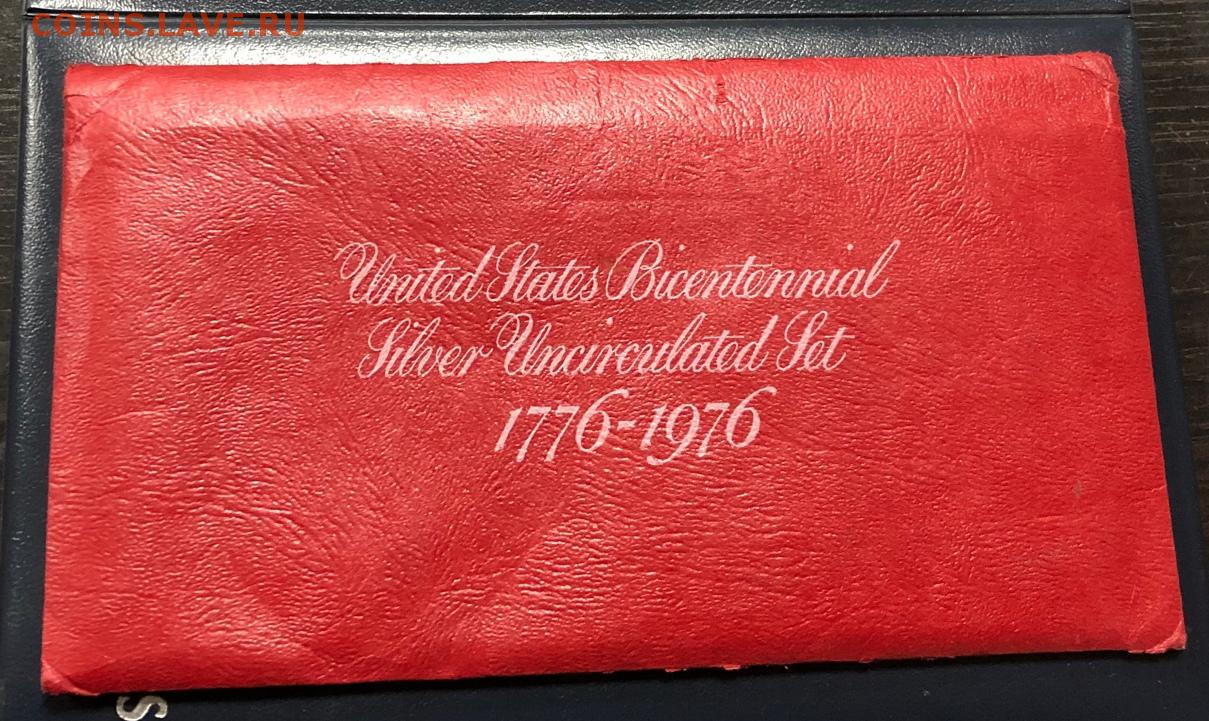 COINS.LAVE.RU
United States Bicentennial
Silver Uncirculated Set
1776-1976
S